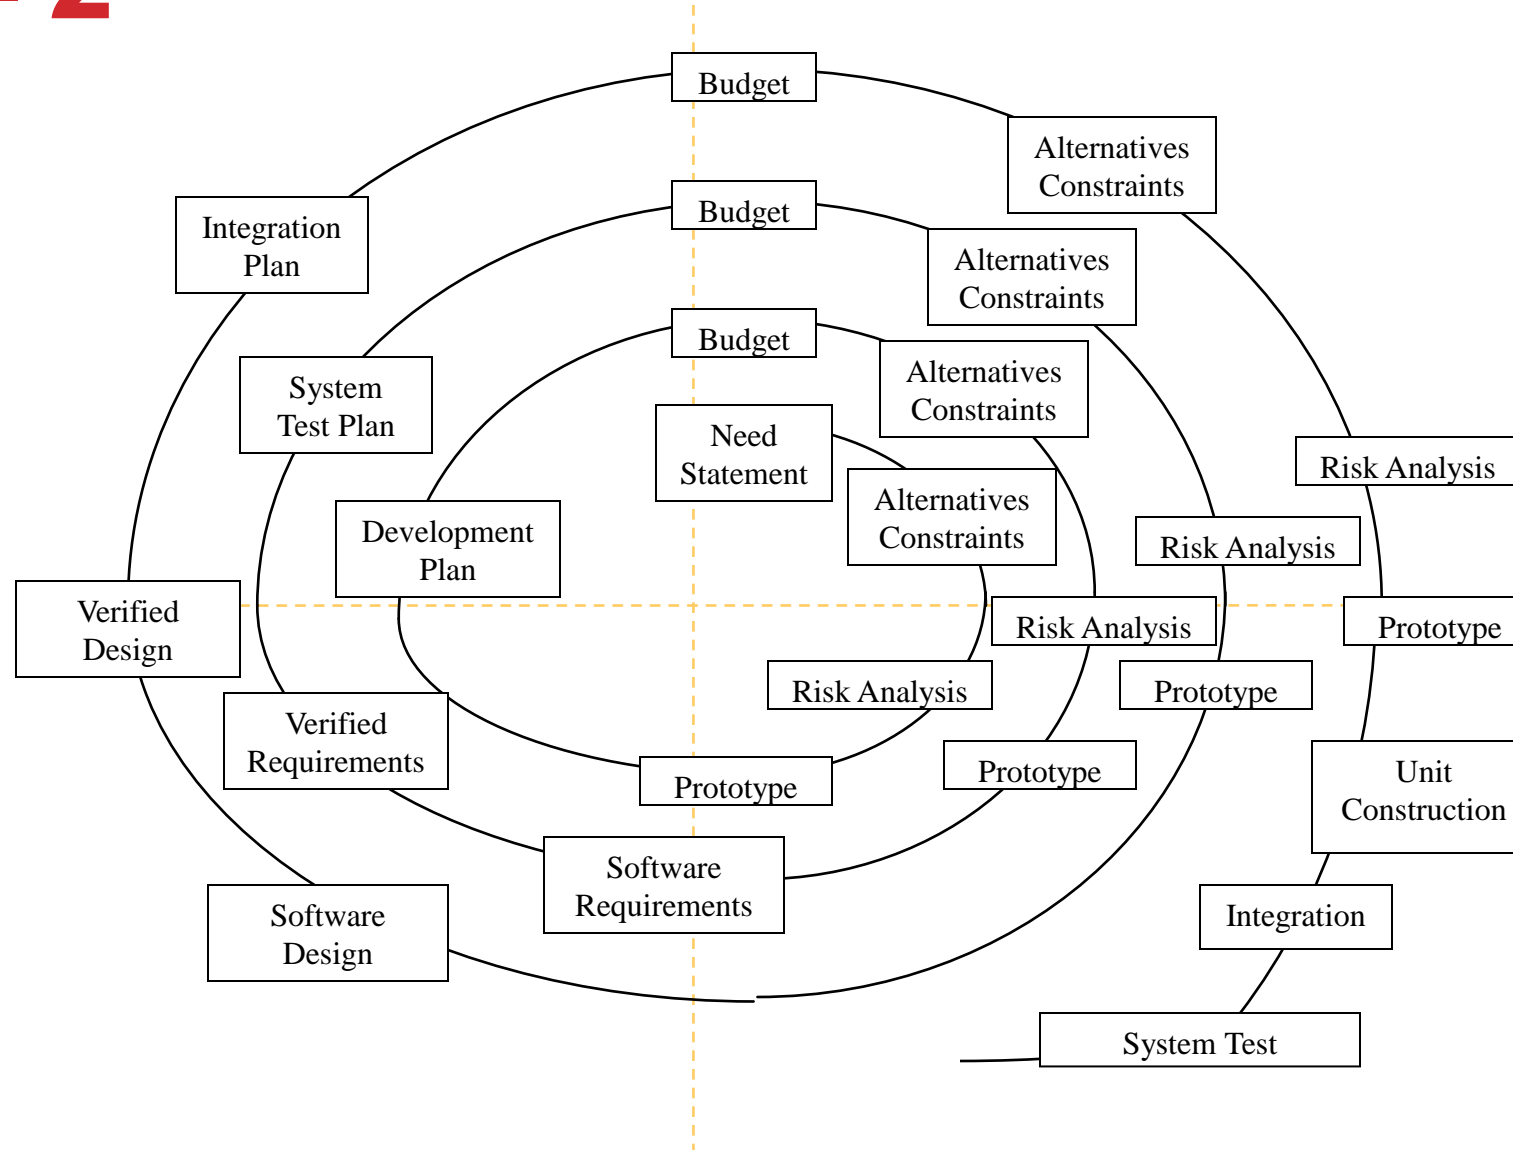 2
Budget
Alternatives
Constraints
Integration
Plan
Budget
Alternatives
Constraints
Budget
System
Test Plan
Alternatives
Constraints
Need
Statement
Risk Analysis
Alternatives
Constraints
Development
Plan
Risk Analysis
Verified
Design
Risk Analysis
Prototype
Risk Analysis
Prototype
Verified
Requirements
Prototype
Prototype
Unit
Construction
Software
Requirements
Software
Design
Integration
System Test